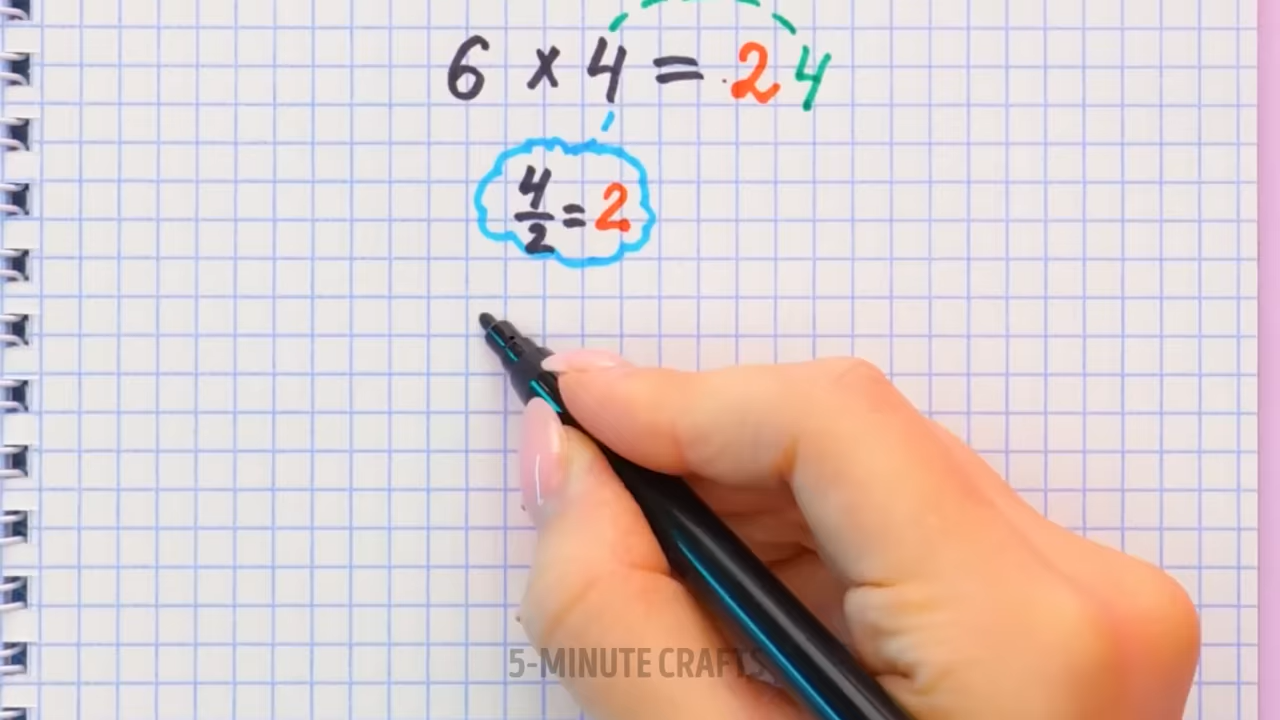 6 × 4 = 24
4/2 = 2
5-MINUTE CRAFTS